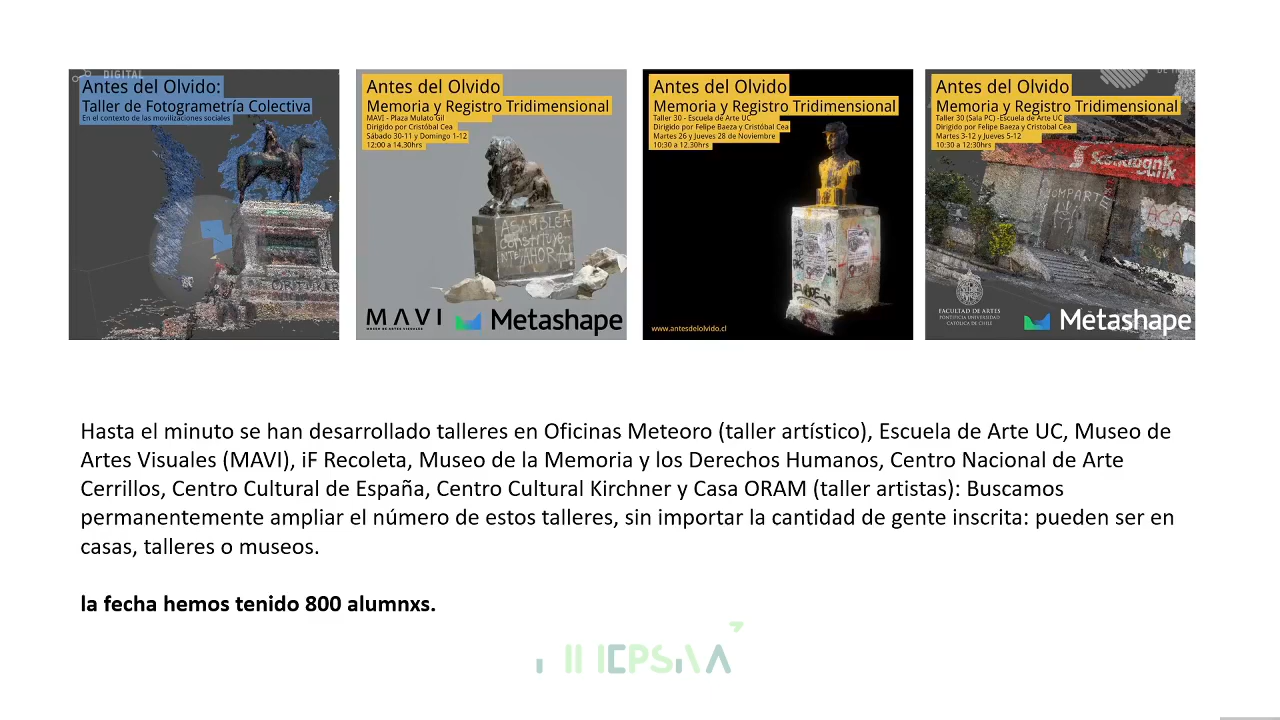 DIGITAL
Antes del Olvido:
Taller de Fotogrametría Colectiva
En el contexto de las movilizaciones sociales
ORTUZAR
Antes del Olvido
Memoria y Registro Tridimensional
MAVI - Plaza Mulato Gil
Dirigido por Cristóbal Cea
Sábado 30-11 y Domingo 1-12
12:00 a 14.30hrs
ASAMBLEA
Constituye-
NTE AHORA
MAVI
MUSEO DE ARTES VISUALES
Metashape
Antes del Olvido
Memoria y Registro Tridimensional
Taller 30 - Escuela de Arte UC
Dirigido por Felipe Baeza y Cristóbal Cea
Martes 26 y Jueves 28 de Noviembre
10:30 a 12.30hrs
www.antesdelolvido.cl
Antes del Olvido
Memoria y Registro Tridimensional
Taller 30 (Sala PC) -Escuela de Arte UC
Dirigido por Felipe Baeza y Cristobal Cea
Martes 3-12 y Jueves 5-12
10:30 a 12:30hrs
Scotiabank
COMPARTE
FACULTAD DE ARTES
PONTIFICIA UNIVERSIDAD
CATÓLICA DE CHILE
Metashape
Hasta el minuto se han desarrollado talleres en Oficinas Meteoro (taller artístico), Escuela de Arte UC, Museo de
Artes Visuales (MAVI), iF Recoleta, Museo de la Memoria y los Derechos Humanos, Centro Nacional de Arte
Cerrillos, Centro Cultural de España, Centro Cultural Kirchner y Casa ORAM (taller artistas): Buscamos
permanentemente ampliar el número de estos talleres, sin importar la cantidad de gente inscrita: pueden ser en
casas, talleres o museos.
la fecha hemos tenido 800 alumnxs.